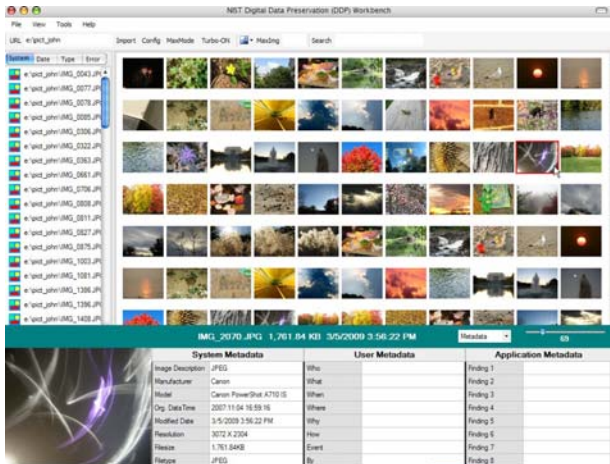 NIST Digital Data Preservation (DDP) Workbench
File View Tools Help
URL e:\pict_john Import Config MaxMode Turbo-ON MaxImg Search
System Date Type Error
e:\pict_john\IMG_0043.JP
e:\pict_john\IMG_0077.JP
e:\pict_john\IMG_0078.JP
e:\pict_john\IMG_0085.JP
e:\pict_john\IMG_0306.JP
e:\pict_john\IMG_0322.JP
e:\pict_john\IMG_0363.JP
e:\pict_john\IMG_0661.JP
e:\pict_john\IMG_0706.JP
e:\pict_john\IMG_0808.JP
e:\pict_john\IMG_0811.JP
e:\pict_john\IMG_0827.JP
e:\pict_john\IMG_0875.JP
e:\pict_john\IMG_1003.JP
e:\pict_john\IMG_1081.JP
e:\pict_john\IMG_1386.JP
e:\pict_john\IMG_1396.JP
e:\pict_john\IMG_1408.JP
IMG_2070.JPG 1,761.84 KB 3/5/2009 3:56:22 PM Metadata 69
System Metadata User Metadata Application Metadata
Image Description JPEG Who Finding 1
Manufacturer Canon What Finding 2
Model Canon PowerShot A710 IS When Finding 3
Org. DataTime 2007:11:04 16:59:16 Where Finding 4
Modified Date 3/5/2009 3:56:22 PM Why Finding 5
Resolution 3072 X 2304 How Finding 6
Filesize 1,761.84KB Event Finding 7
Filetype JPEG By Finding 8